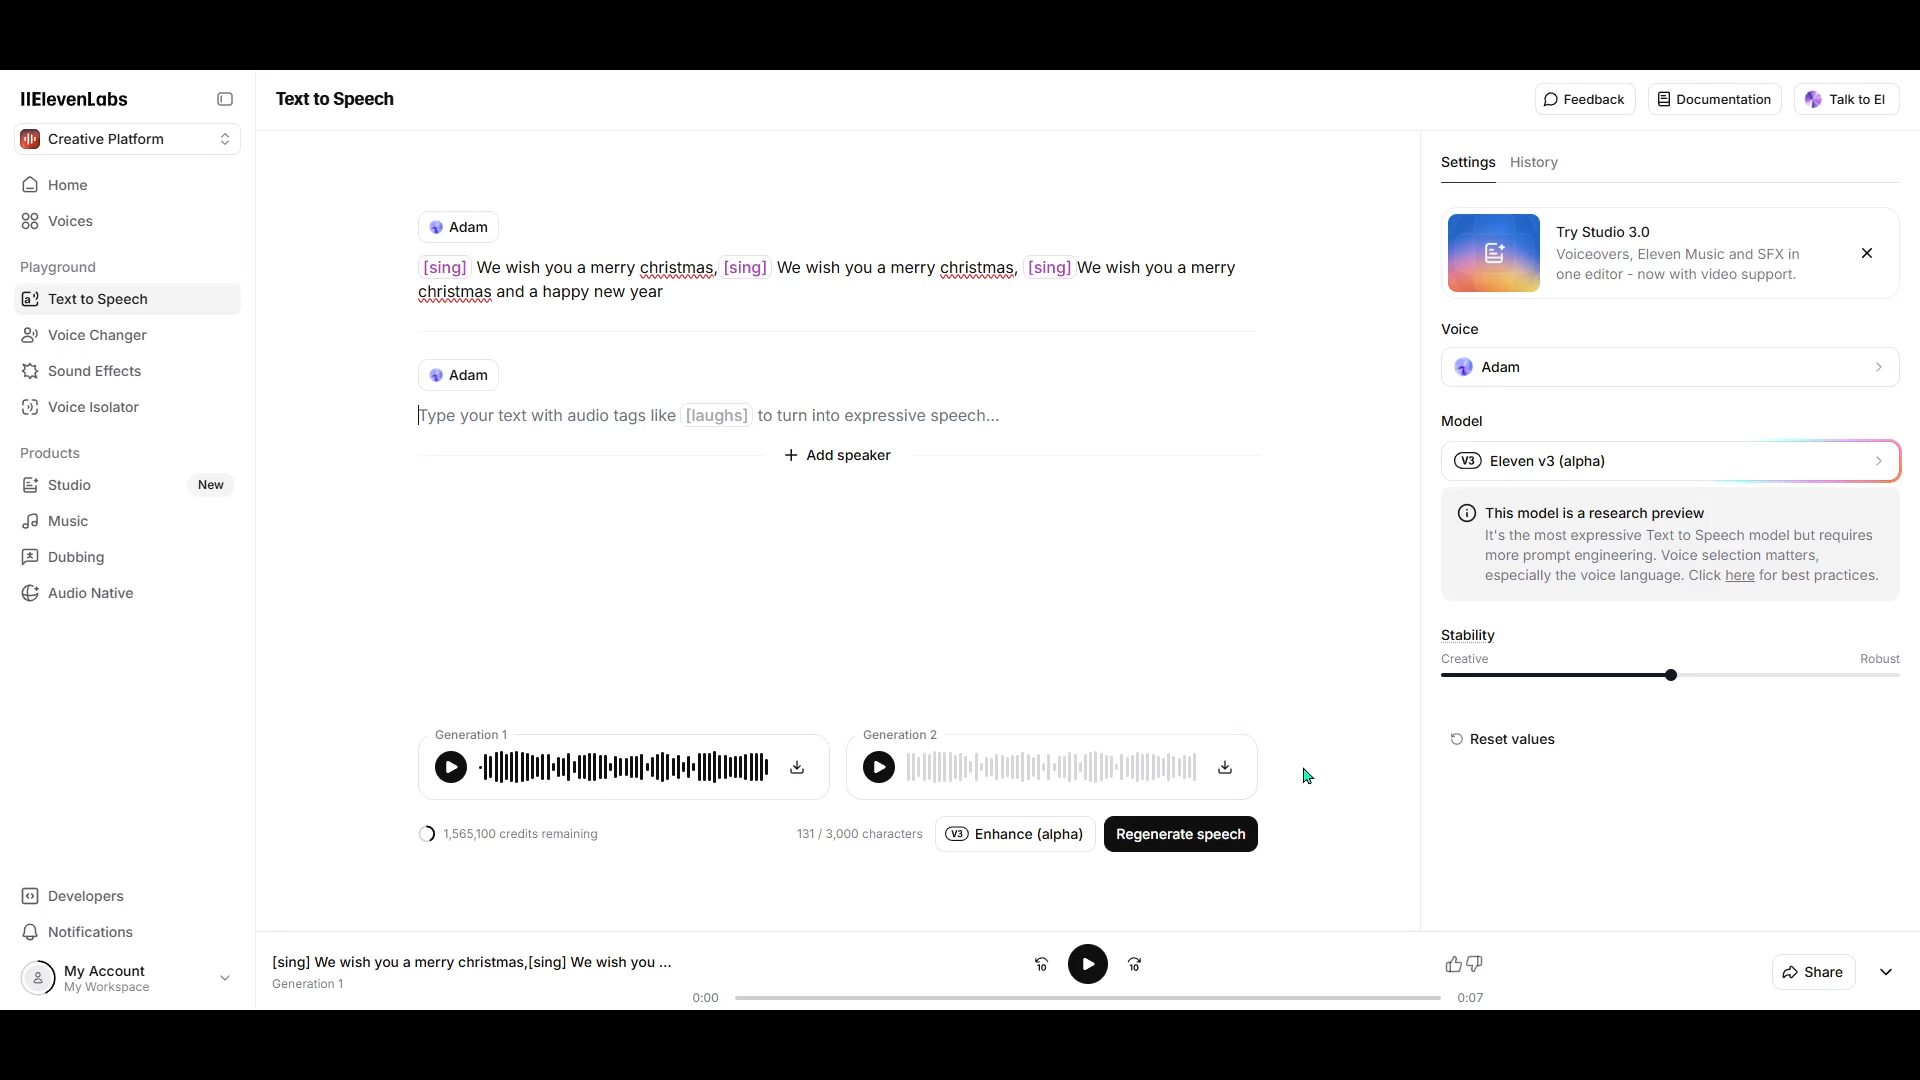 IIElevenLabs
Creative Platform
Home
Voices
Playground
Text to Speech
Voice Changer
Sound Effects
Voice Isolator
Products
Studio New
Music
Dubbing
Audio Native
Developers
Notifications
My Account
My Workspace
Text to Speech
Feedback Documentation Talk to El
Adam
[sing] We wish you a merry christmas,[sing] We wish you a merry christmas, [sing]We wish you a merry
christmas and a happy new year
Adam
Type your text with audio tags like [laughs] to turn into expressive speech...
+ Add speaker
Generation 1 Generation 2
1,565,100 credits remaining 131 / 3,000 characters V3 Enhance (alpha) Regenerate speech
Settings History
Try Studio 3.0
Voiceovers, Eleven Music and SFX in
one editor - now with video support.
Voice
Adam
Model
V3 Eleven v3 (alpha)
This model is a research preview
It's the most expressive Text to Speech model but requires
more prompt engineering. Voice selection matters,
especially the voice language. Click here for best practices.
Stability
Creative Robust
Reset values
[sing] We wish you a merry christmas,[sing] We wish you ...
Generation 1
10 10
0:00 0:07
Share